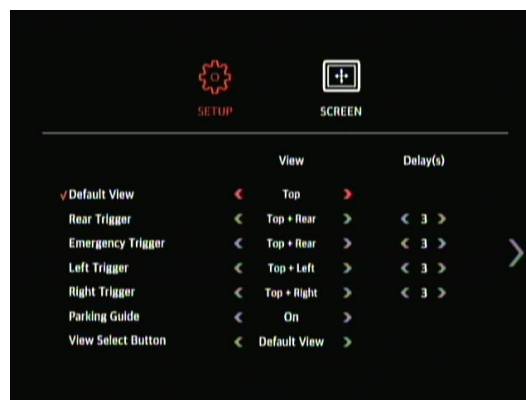 SETUP SCREEN
View Delay(s)
Default View Top
Rear Trigger Top + Rear 3
Emergency Trigger Top + Rear 3
Left Trigger Top + Left 3
Right Trigger Top + Right 3
Parking Guide On
View Select Button Default View